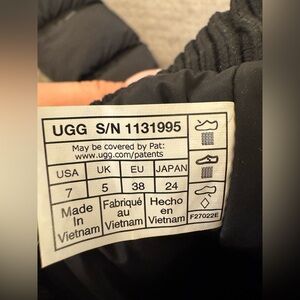 UGG S/N 1131995
May be covered by Pat:
www.ugg.com/patents
USA UK EU JAPAN
7 5 38 24
Made In Vietnam
Fabriqué au Vietnam
Hecho en Vietnam
F27022E